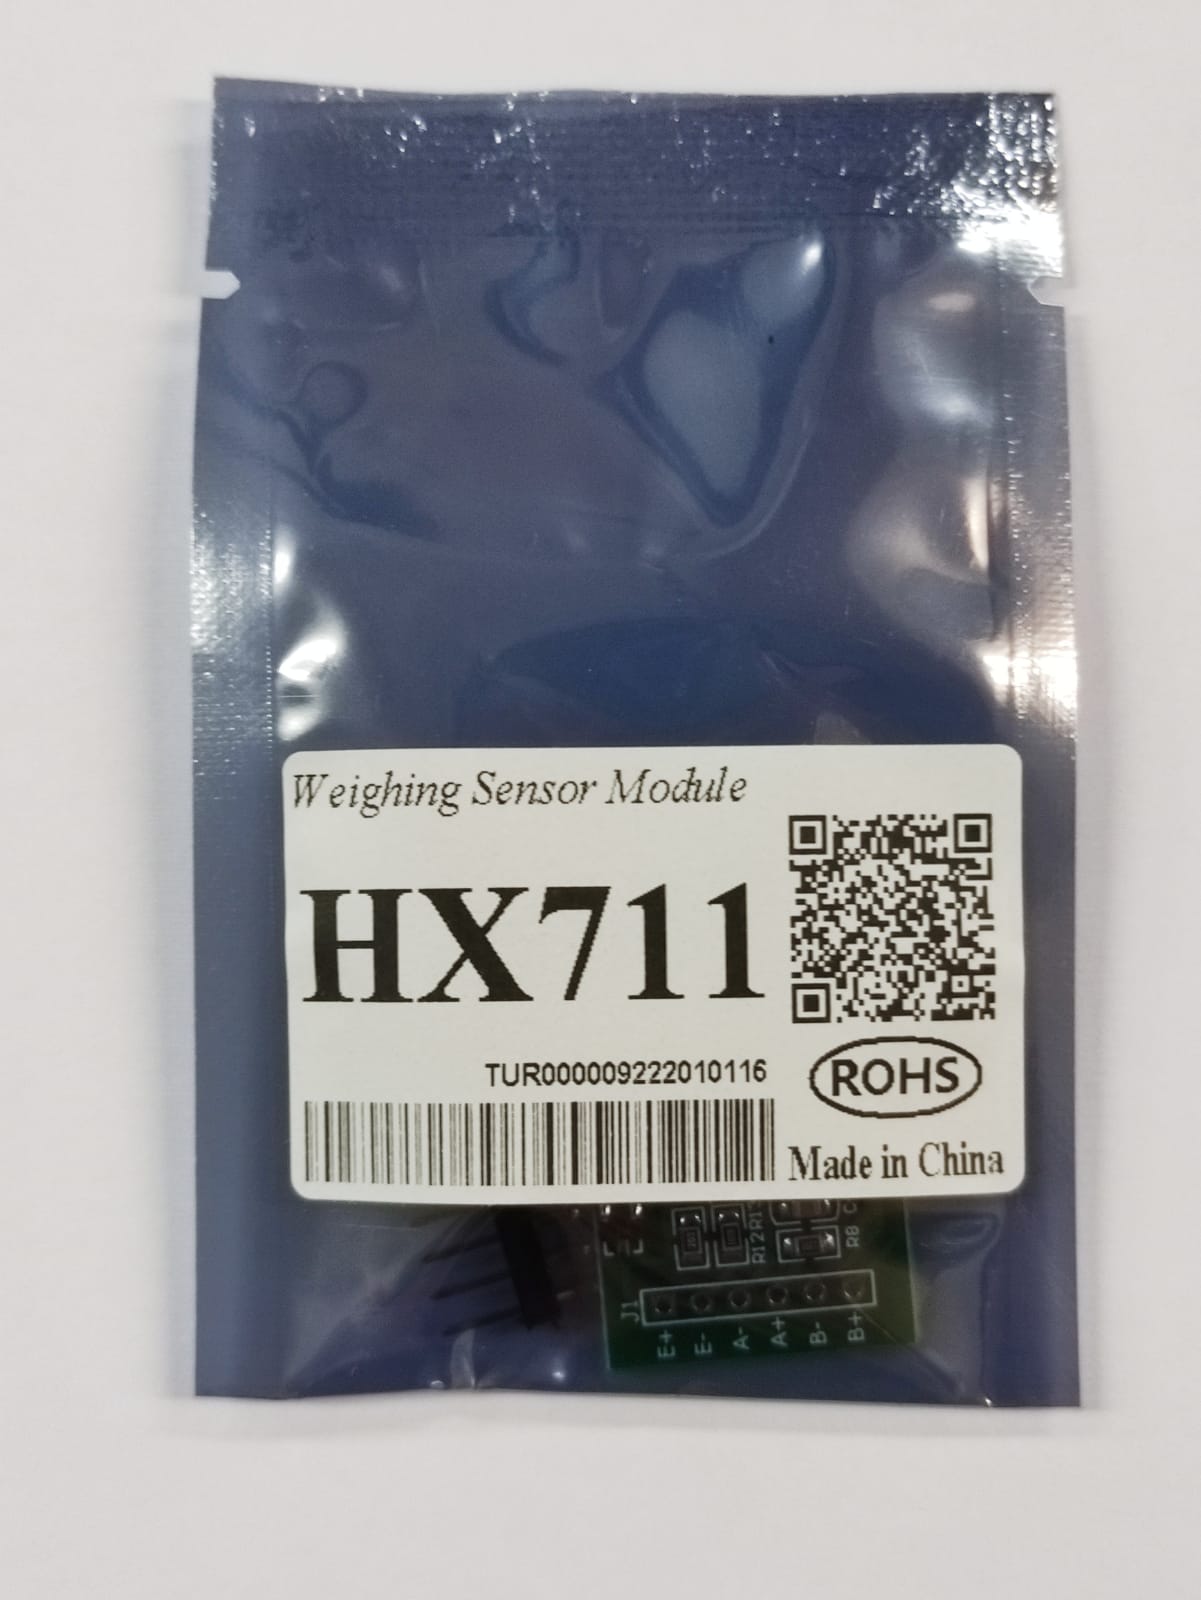 Weighing Sensor Module
HX711
TUR000009222010116
ROHS
Made in China
R12
R8
J1
E+
E-
A-
A+
B-
B+